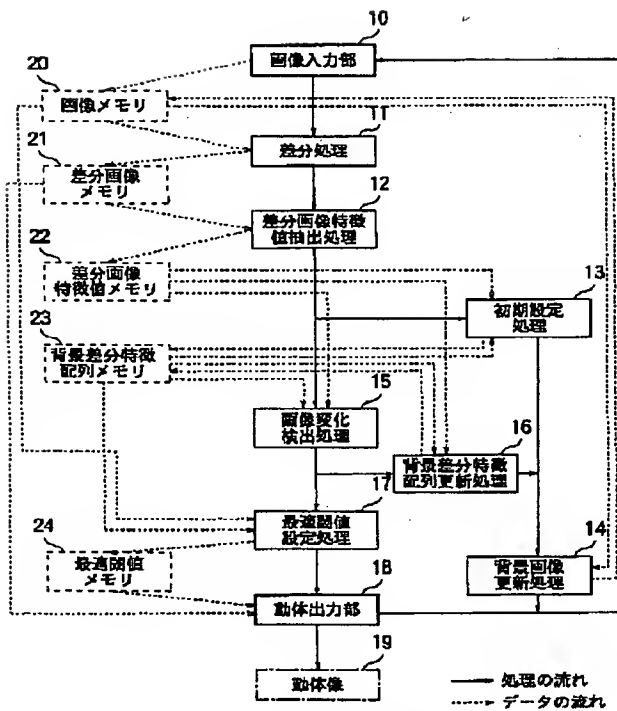 10
画像入力部
20
画像メモリ
11
差分処理
21
差分画像
メモリ
12
差分画像特徴
値抽出処理
22
差分画像
特徴値メモリ
13
初期設定
処理
23
背景差分特徴
配列メモリ
15
画像変化
検出処理
16
背景差分特徴
配列更新処理
17
最適閾値
設定処理
24
最適閾値
メモリ
14
背景画像
更新処理
18
動体出力部
19
動体像
処理の流れ
データの流れ